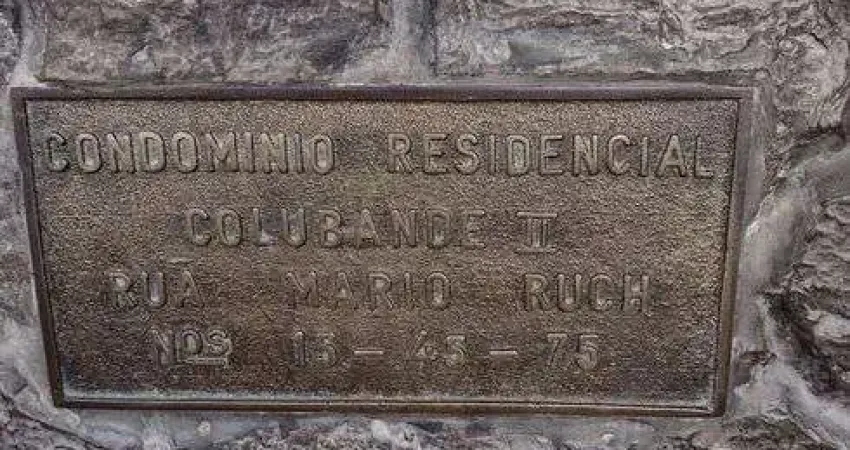 CONDOMINIO RESIDENCIAL
COLUBANDE II
RUA MARIO RUCH
Nos 15-45-75